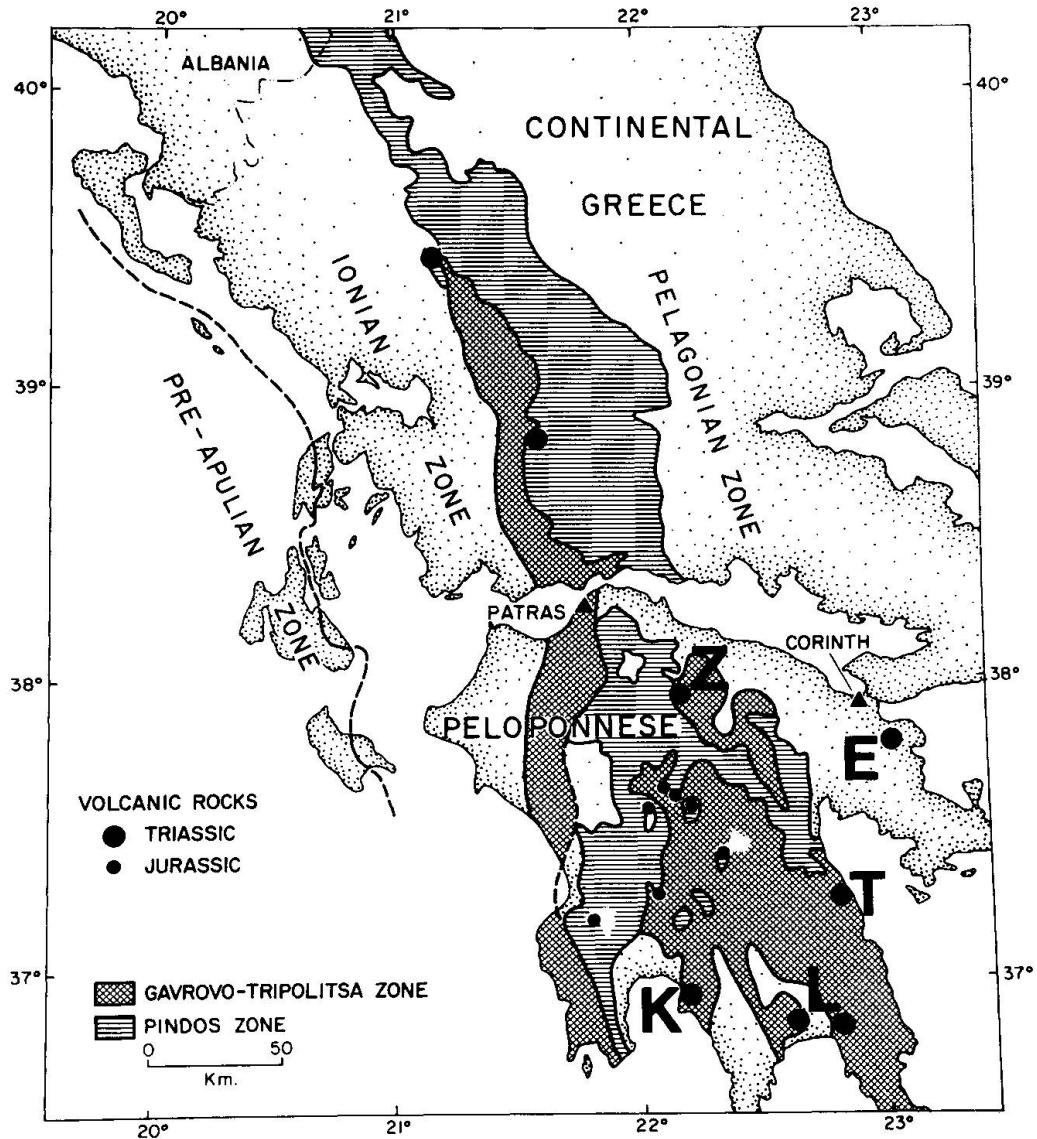 20° 21° 22° 23°
ALBANIA
40° 40°
CONTINENTAL
GREECE
IONIAN
ZONE
PELAGONIAN ZONE
39° 39°
PRE-APULIAN
ZONE
PATRAS
CORINTH
38° 38°
Z
PELOPONNESE
E
VOLCANIC ROCKS
TRIASSIC
JURASSIC
T
37° 37°
GAVROVO-TRIPOLITSA ZONE
K
L
PINDOS ZONE
0 50
Km.
20° 21° 22° 23°